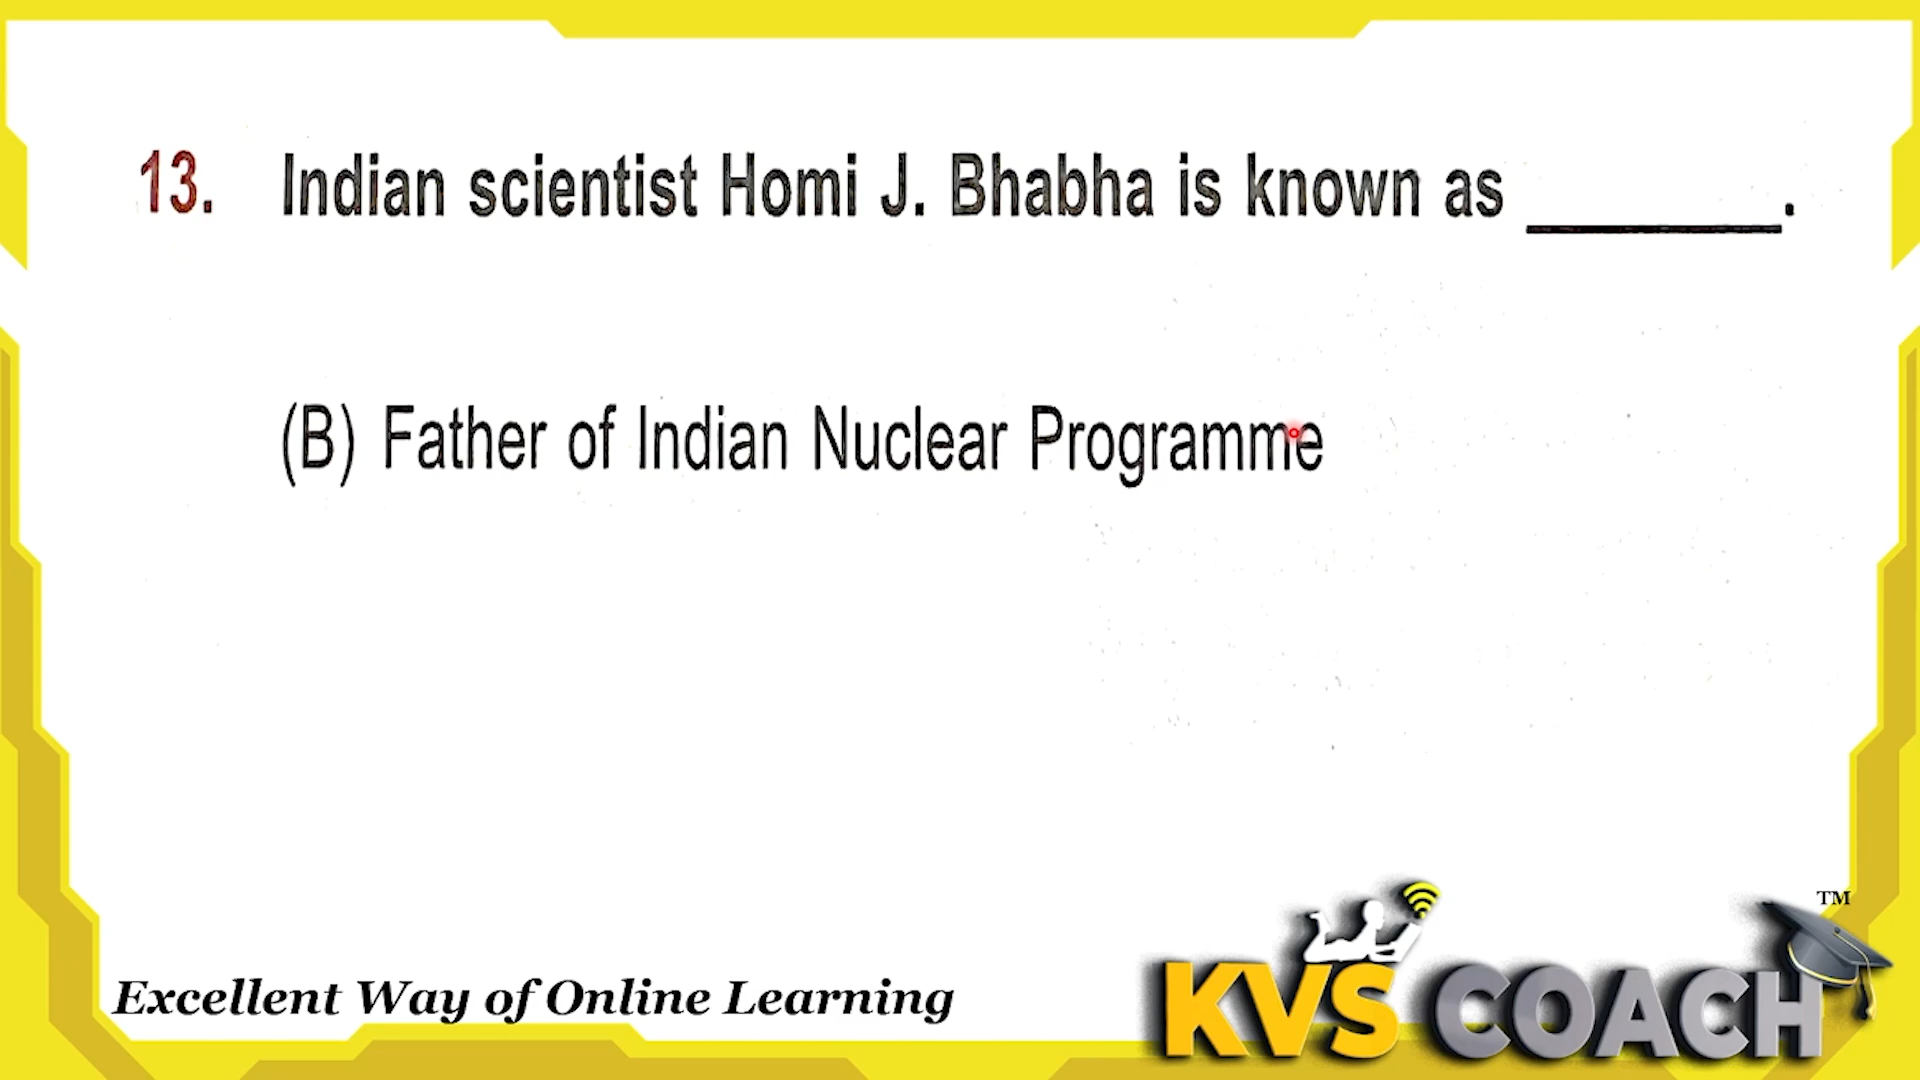 13. Indian scientist Homi J. Bhabha is known as ________.
(B) Father of Indian Nuclear Programme
Excellent Way of Online Learning
KVS COACH TM